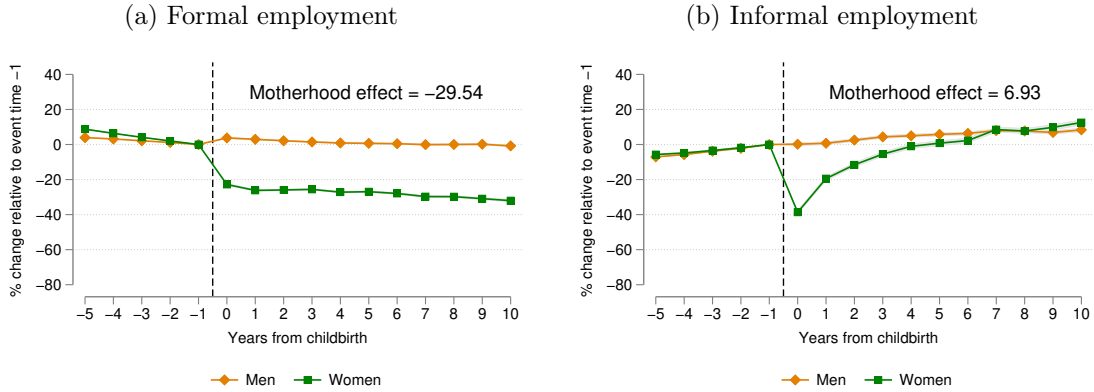 (a) Formal employment
Motherhood effect = −29.54
% change relative to event time −1
40
20
0
−20
−40
−60
−80
−5 −4 −3 −2 −1 0 1 2 3 4 5 6 7 8 9 10
Years from childbirth
Men Women
(b) Informal employment
Motherhood effect = 6.93
% change relative to event time −1
40
20
0
−20
−40
−60
−80
−5 −4 −3 −2 −1 0 1 2 3 4 5 6 7 8 9 10
Years from childbirth
Men Women